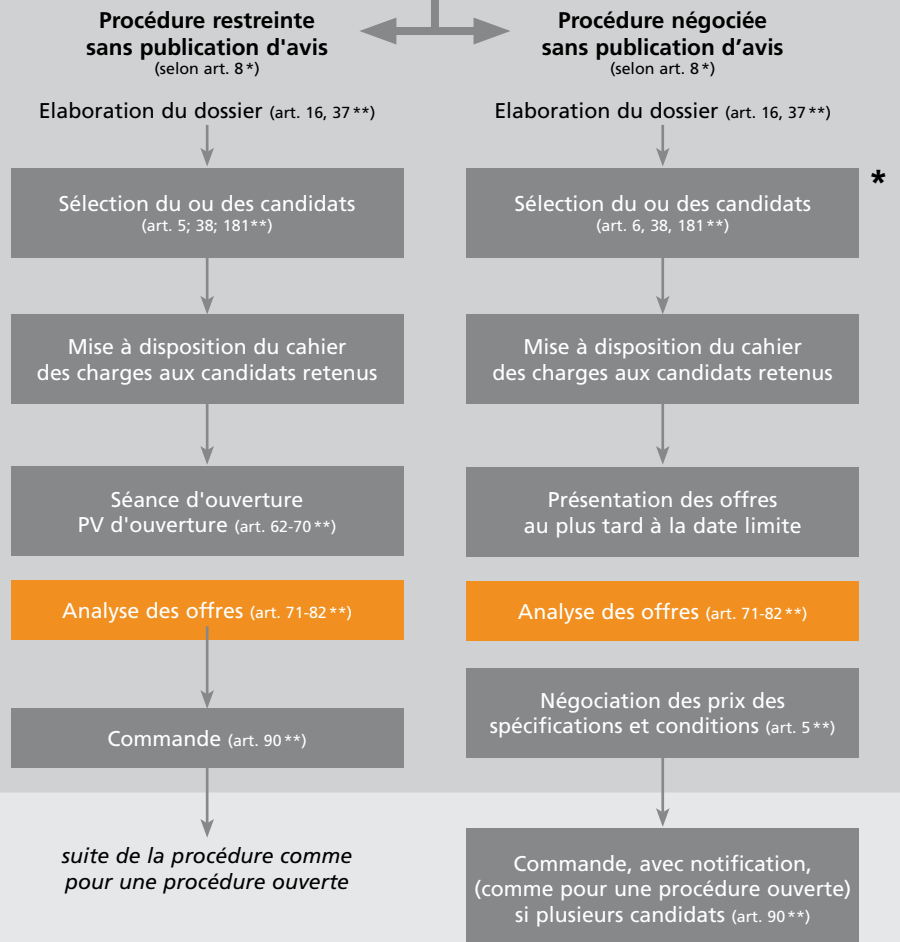 Procédure restreinte
sans publication d'avis
(selon art. 8*)
Elaboration du dossier (art. 16, 37**)
Sélection du ou des candidats
(art. 5; 38; 181**)
Mise à disposition du cahier
des charges aux candidats retenus
Séance d'ouverture
PV d'ouverture (art. 62-70**)
Analyse des offres (art. 71-82**)
Commande (art. 90**)
suite de la procédure comme
pour une procédure ouverte
Procédure négociée
sans publication d’avis
(selon art. 8*)
Elaboration du dossier (art. 16, 37**)
*
Sélection du ou des candidats
(art. 6, 38, 181**)
Mise à disposition du cahier
des charges aux candidats retenus
Présentation des offres
au plus tard à la date limite
Analyse des offres (art. 71-82**)
Négociation des prix des
spécifications et conditions (art. 5**)
Commande, avec notification,
(comme pour une procédure ouverte)
si plusieurs candidats (art. 90**)